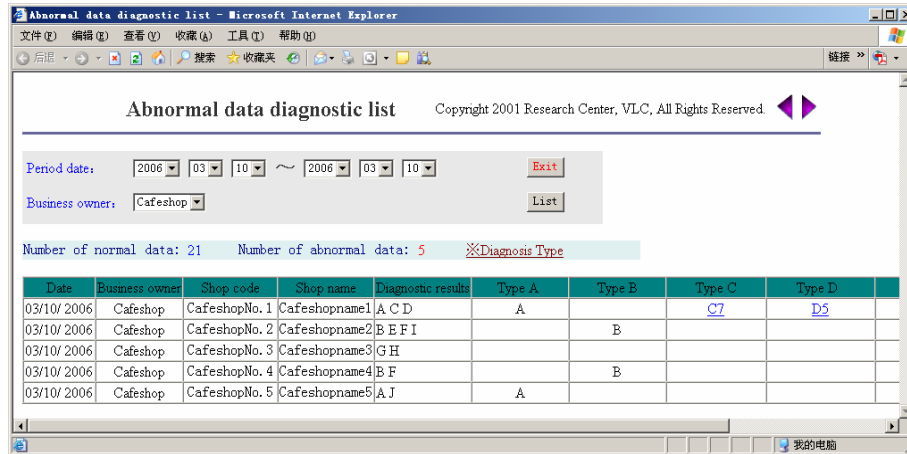 Abnormal data diagnostic list - Microsoft Internet Explorer
文件(F) 编辑(E) 查看(V) 收藏(A) 工具(T) 帮助(H)
后退 搜索 收藏夹 链接 »
Abnormal data diagnostic list Copyright 2001 Research Center, VLC, All Rights Reserved.
Period date: 2006 03 10 ～ 2006 03 10 Exit
Business owner: Cafeshop List
Number of normal data: 21 Number of abnormal data: 5 ※Diagnosis Type
Date Business owner Shop code Shop name Diagnostic results Type A Type B Type C Type D
03/10/ 2006 Cafeshop CafeshopNo. 1 Cafeshopname1 A C D A C7 D5
03/10/ 2006 Cafeshop CafeshopNo. 2 Cafeshopname2 B E F I B
03/10/ 2006 Cafeshop CafeshopNo. 3 Cafeshopname3 G H
03/10/ 2006 Cafeshop CafeshopNo. 4 Cafeshopname4 B F B
03/10/ 2006 Cafeshop CafeshopNo. 5 Cafeshopname5 A J A
我的电脑